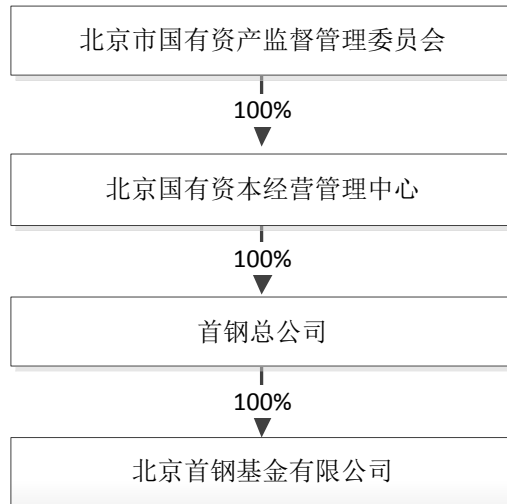 北京市国有资产监督管理委员会
100%
北京国有资本经营管理中心
100%
首钢总公司
100%
北京首钢基金有限公司